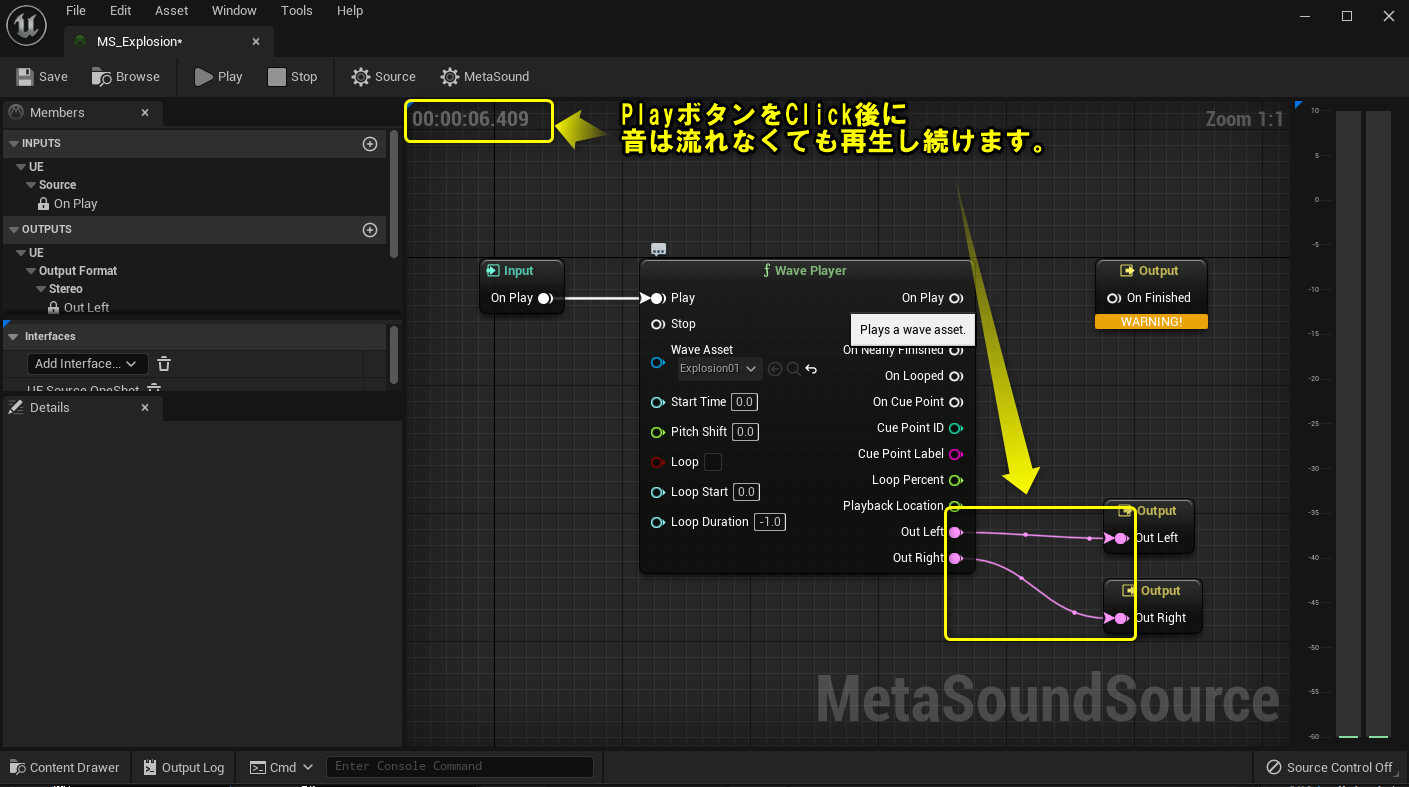 File Edit Asset Window Tools Help
MS_Explosion*
Save Browse Play Stop Source MetaSound
Members
00:00:06.409
PlayボタンをClick後に
音は流れなくても再生し続けます。
Zoom 1:1
INPUTS
UE
Source
On Play
OUTPUTS
UE
Output Format
Stereo
Out Left
Interfaces
Add Interface...
UE.Source.OneShot
Details
Input
On Play
Wave Player
Play
Stop
Wave Asset
Explosion01
Start Time 0.0
Pitch Shift 0.0
Loop
Loop Start 0.0
Loop Duration -1.0
On Play
Plays a wave asset.
On Nearly Finished
On Looped
On Cue Point
Cue Point ID
Cue Point Label
Loop Percent
Playback Location
Out Left
Out Right
Output
On Finished
WARNING!
Output
Out Left
Output
Out Right
MetaSoundSource
10
5
0
-5
-10
-15
-20
-25
-30
-35
-40
-45
-50
-55
-60
Content Drawer Output Log Cmd Enter Console Command Source Control Off